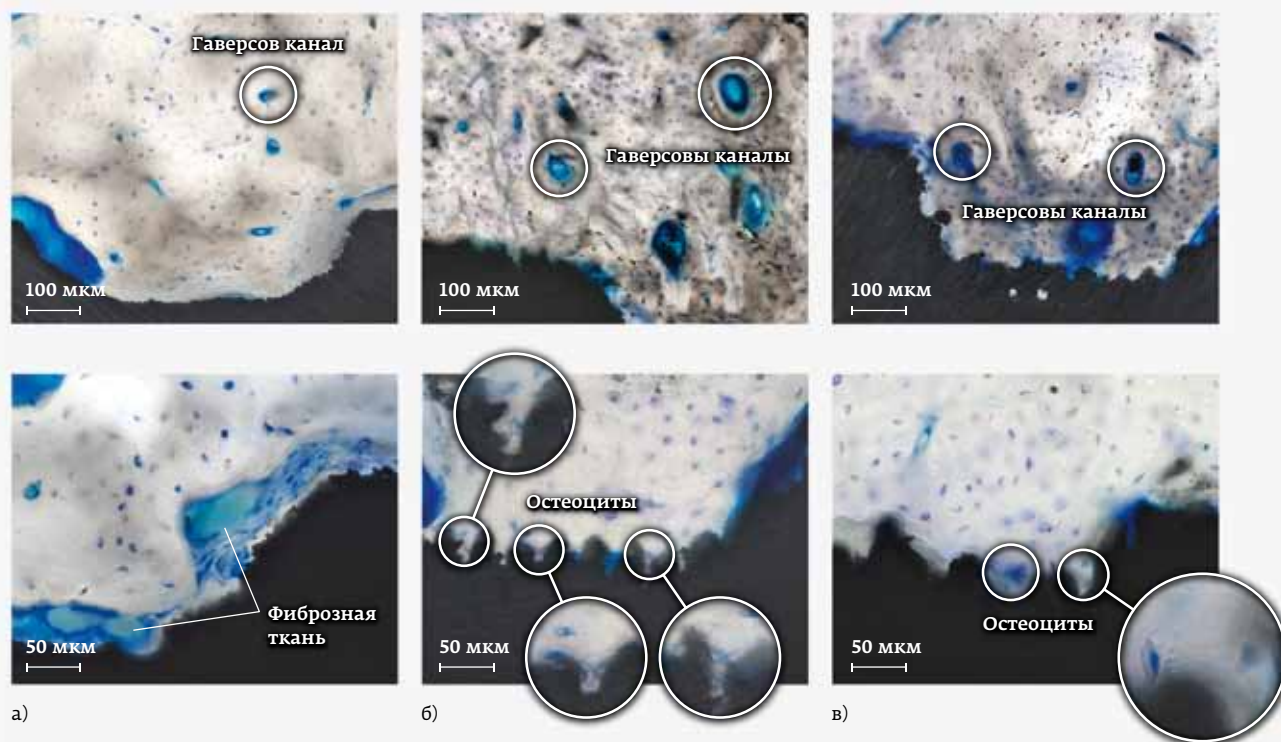 Гаверсов канал
100 мкм
Гаверсовы каналы
100 мкм
Гаверсовы каналы
100 мкм
Фиброзная
ткань
50 мкм
Остеоциты
50 мкм
Остеоциты
50 мкм
а)
б)
в)